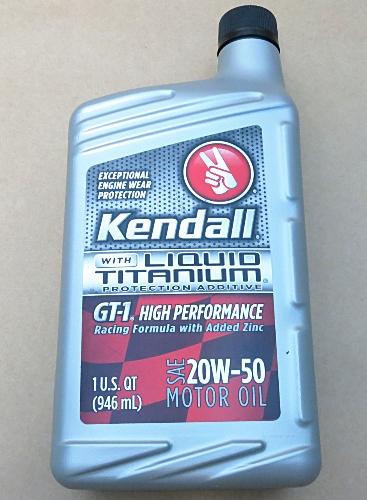 EXCEPTIONAL
ENGINE WEAR
PROTECTION
Kendall®
WITH LIQUID
TITANIUM®
PROTECTION ADDITIVE
GT-1® HIGH PERFORMANCE
Racing Formula with Added Zinc
1 U.S. QT
(946 mL)
SAE 20W-50
MOTOR OIL